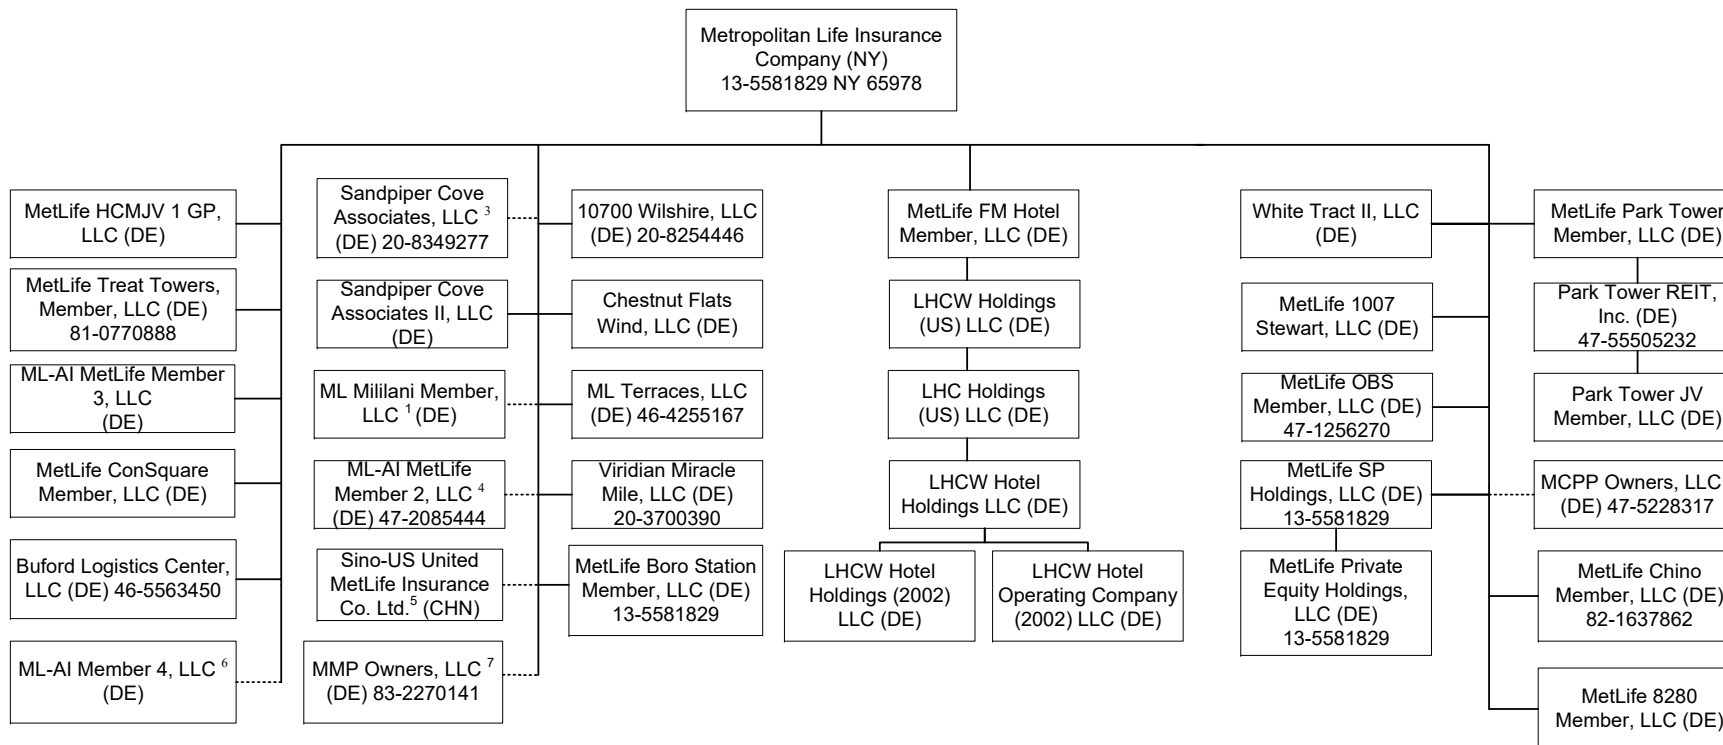 Metropolitan Life Insurance
Company (NY)
13-5581829 NY 65978
MetLife HCMJV 1 GP,
LLC (DE)
MetLife Treat Towers,
Member, LLC (DE)
81-0770888
ML-AI MetLife Member
3, LLC
(DE)
MetLife ConSquare
Member, LLC (DE)
Buford Logistics Center,
LLC (DE) 46-5563450
ML-AI Member 4, LLC 6
(DE)
Sandpiper Cove
Associates, LLC 3
(DE) 20-8349277
Sandpiper Cove
Associates II, LLC
(DE)
ML Mililani Member,
LLC 1 (DE)
ML-AI MetLife
Member 2, LLC 4
(DE) 47-2085444
Sino-US United
MetLife Insurance
Co. Ltd.5 (CHN)
MMP Owners, LLC 7
(DE) 83-2270141
10700 Wilshire, LLC
(DE) 20-8254446
Chestnut Flats
Wind, LLC (DE)
ML Terraces, LLC
(DE) 46-4255167
Viridian Miracle
Mile, LLC (DE)
20-3700390
MetLife Boro Station
Member, LLC (DE)
13-5581829
MetLife FM Hotel
Member, LLC (DE)
LHCW Holdings
(US) LLC (DE)
LHC Holdings
(US) LLC (DE)
LHCW Hotel
Holdings LLC (DE)
LHCW Hotel
Holdings (2002)
LLC (DE)
LHCW Hotel
Operating Company
(2002) LLC (DE)
White Tract II, LLC
(DE)
MetLife 1007
Stewart, LLC (DE)
MetLife OBS
Member, LLC (DE)
47-1256270
MetLife SP
Holdings, LLC (DE)
13-5581829
MetLife Private
Equity Holdings,
LLC (DE)
13-5581829
MetLife Park Tower
Member, LLC (DE)
Park Tower REIT,
Inc. (DE)
47-55505232
Park Tower JV
Member, LLC (DE)
MCPP Owners, LLC
(DE) 47-5228317
MetLife Chino
Member, LLC (DE)
82-1637862
MetLife 8280
Member, LLC (DE)